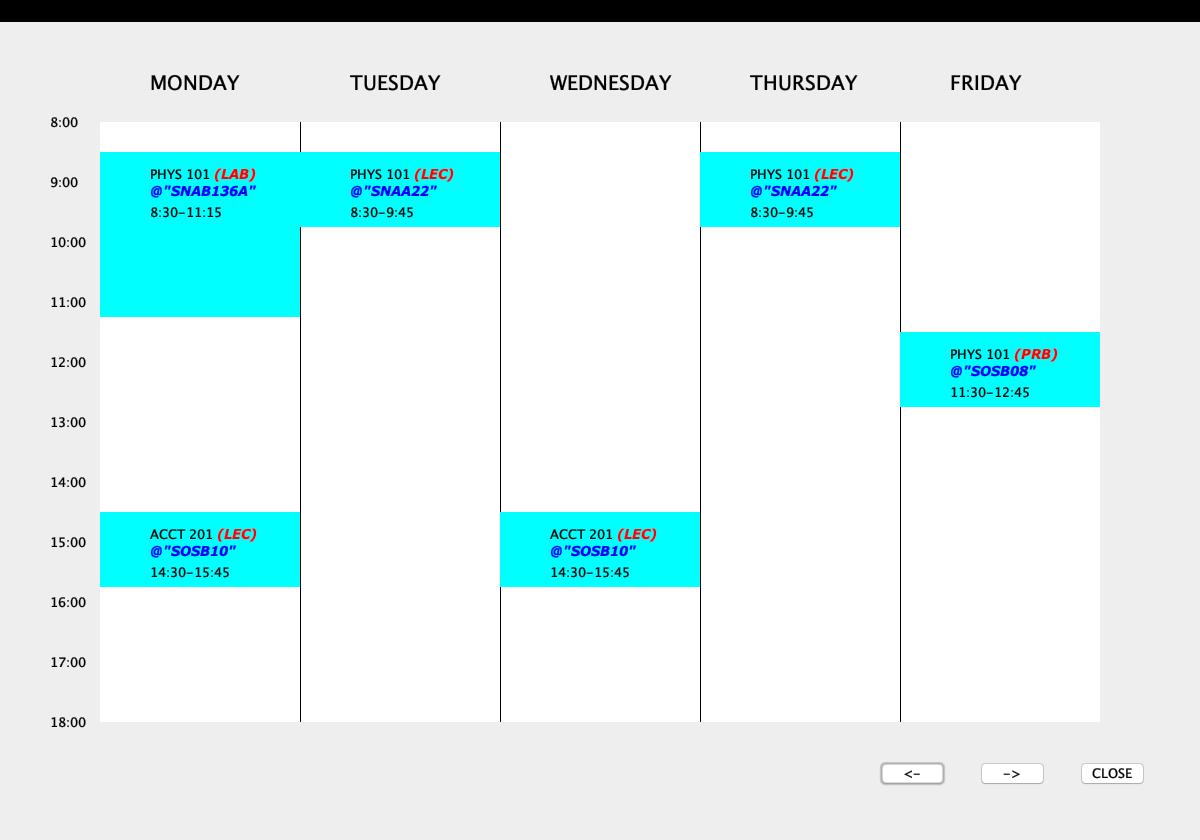 MONDAY TUESDAY WEDNESDAY THURSDAY FRIDAY
8:00
PHYS 101 (LAB) PHYS 101 (LEC) PHYS 101 (LEC)
9:00 @"SNAB136A" @"SNAA22" @"SNAA22"
8:30-11:15 8:30-9:45 8:30-9:45
10:00
11:00
PHYS 101 (PRB)
12:00 @"SOSB08"
11:30-12:45
13:00
14:00
ACCT 201 (LEC) ACCT 201 (LEC)
15:00 @"SOSB10" @"SOSB10"
14:30-15:45 14:30-15:45
16:00
17:00
18:00
<- -> CLOSE